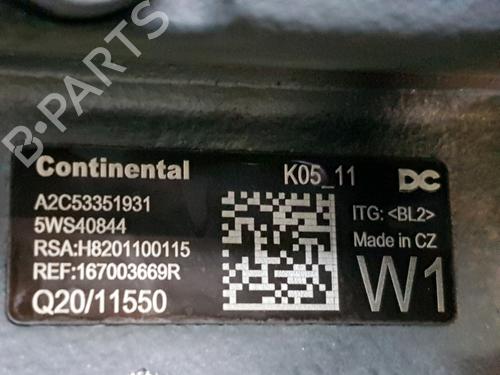 B-PARTS
Continental K05_11 DC
A2C53351931
5WS40844
RSA:H8201100115
REF:167003669R
Q20/11550
ITG: <BL2>
Made in CZ
W1